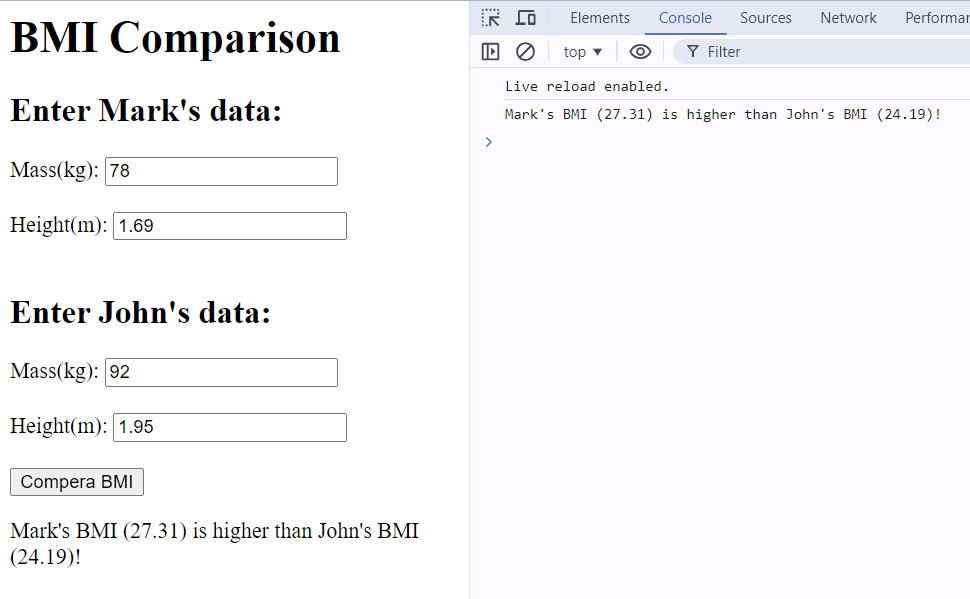 BMI Comparison
Enter Mark's data:
Mass(kg): 78
Height(m): 1.69
Enter John's data:
Mass(kg): 92
Height(m): 1.95
Compera BMI
Mark's BMI (27.31) is higher than John's BMI
(24.19)!
Elements Console Sources Network Performan
top Filter
Live reload enabled.
Mark's BMI (27.31) is higher than John's BMI (24.19)!